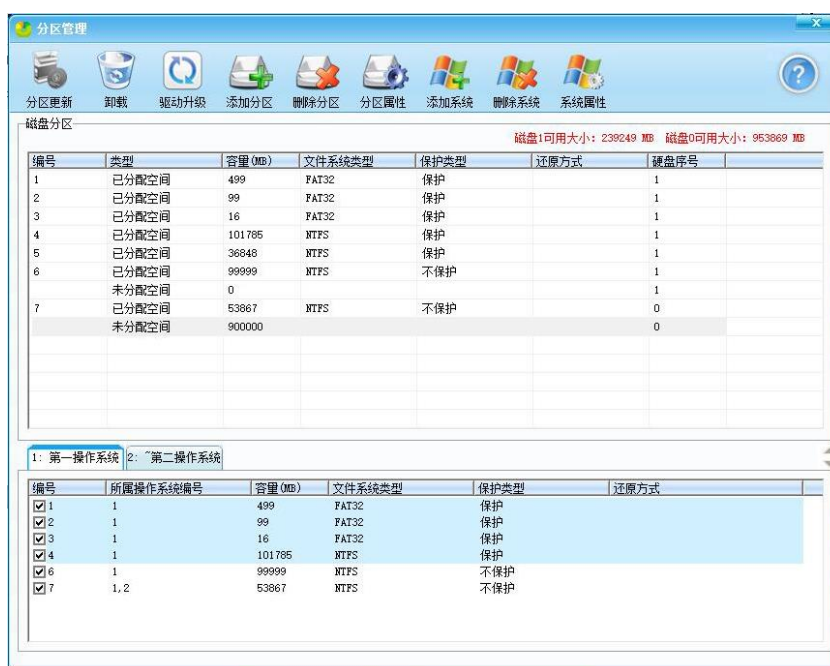 分区管理
分区更新 卸载 驱动升级 添加分区 删除分区 分区属性 添加系统 删除系统 系统属性
磁盘分区
磁盘1可用大小：239249 MB 磁盘0可用大小：953869 MB
编号 类型 容量(MB) 文件系统类型 保护类型 还原方式 硬盘序号
1 已分配空间 499 FAT32 保护 1
2 已分配空间 99 FAT32 保护 1
3 已分配空间 16 FAT32 保护 1
4 已分配空间 101785 NTFS 保护 1
5 已分配空间 36848 NTFS 保护 1
6 已分配空间 99999 NTFS 不保护 1
未分配空间 0 1
7 已分配空间 53867 NTFS 不保护 0
未分配空间 900000 0
1: 第一操作系统 2: ~第二操作系统
编号 所属操作系统编号 容量(MB) 文件系统类型 保护类型 还原方式
1 1 499 FAT32 保护
2 1 99 FAT32 保护
3 1 16 FAT32 保护
4 1 101785 NTFS 保护
6 1 99999 NTFS 不保护
7 1,2 53867 NTFS 不保护